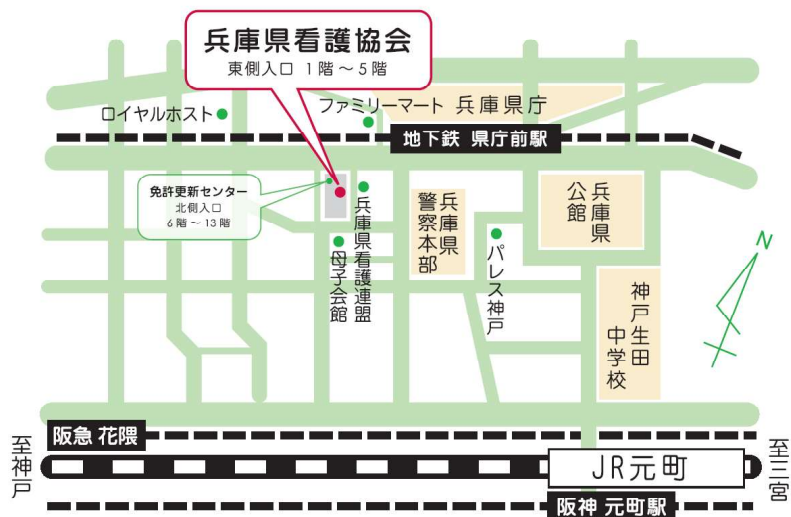 兵庫県看護協会
東側入口 1階～5階
ロイヤルホスト
ファミリーマート
兵庫県庁
地下鉄 県庁前駅
免許更新センター
北側入口
6階～13階
兵庫県看護連盟
母子会館
兵庫県
警察本部
パレス神戸
兵庫県
公館
N
神戸生田
中学校
阪急 花隈
至神戸
JR元町
至三宮
阪神 元町駅